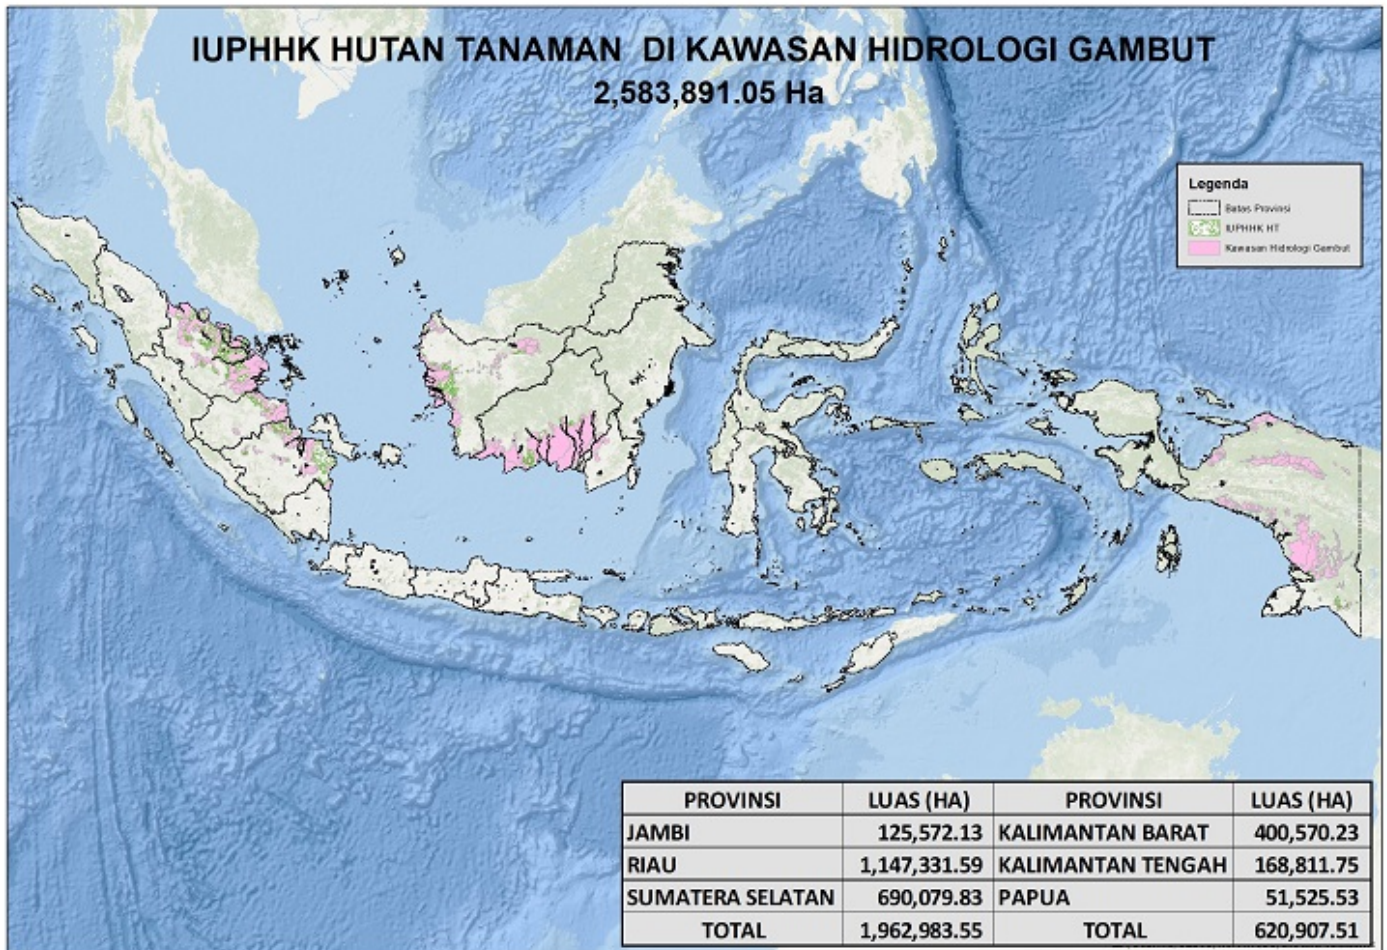 IUPHHK HUTAN TANAMAN DI KAWASAN HIDROLOGI GAMBUT
2,583,891.05 Ha
Legenda
Batas Provinsi
IUPHHK HT
Kawasan Hidrologi Gambut
PROVINSI LUAS (HA) PROVINSI LUAS (HA)
JAMBI 125,572.13 KALIMANTAN BARAT 400,570.23
RIAU 1,147,331.59 KALIMANTAN TENGAH 168,811.75
SUMATERA SELATAN 690,079.83 PAPUA 51,525.53
TOTAL 1,962,983.55 TOTAL 620,907.51